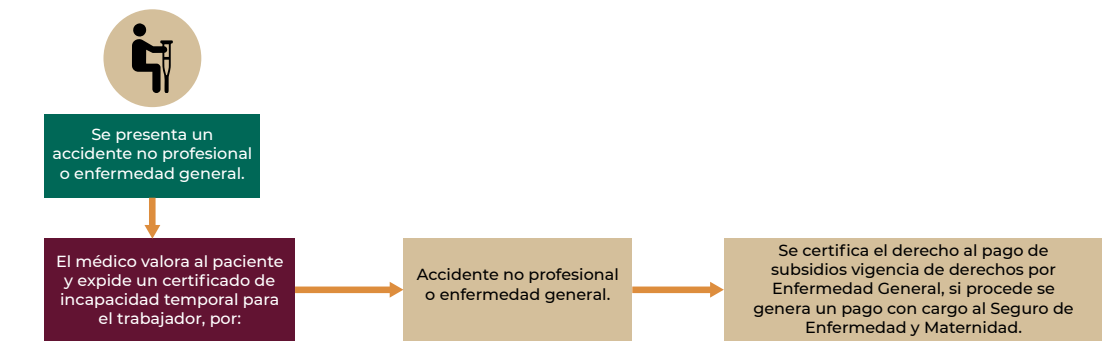 Se presenta un
accidente no profesional
o enfermedad general.
El médico valora al paciente
y expide un certificado de
incapacidad temporal para
el trabajador, por:
Accidente no profesional
o enfermedad general.
Se certifica el derecho al pago de
subsidios vigencia de derechos por
Enfermedad General, si procede se
genera un pago con cargo al Seguro de
Enfermedad y Maternidad.